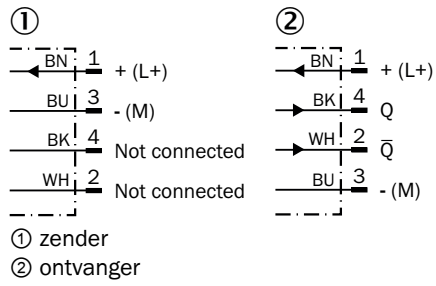 ①
BN 1 + (L+)
BU 3 - (M)
BK 4 Not connected
WH 2 Not connected
②
BN 1 + (L+)
BK 4 Q
WH 2 Q̅
BU 3 - (M)
① zender
② ontvanger